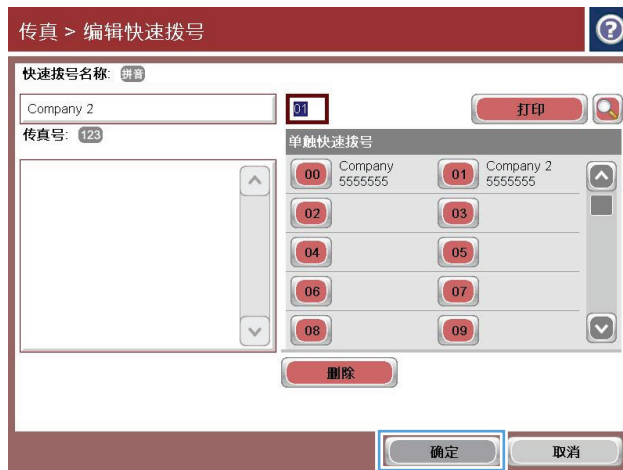 传真 > 编辑快速拨号
快速拨号名称: 拼音
Company 2
01
打印
传真号: 123
单触快速拨号
00 Company 5555555
01 Company 2 5555555
02
03
04
05
06
07
08
09
删除
确定
取消